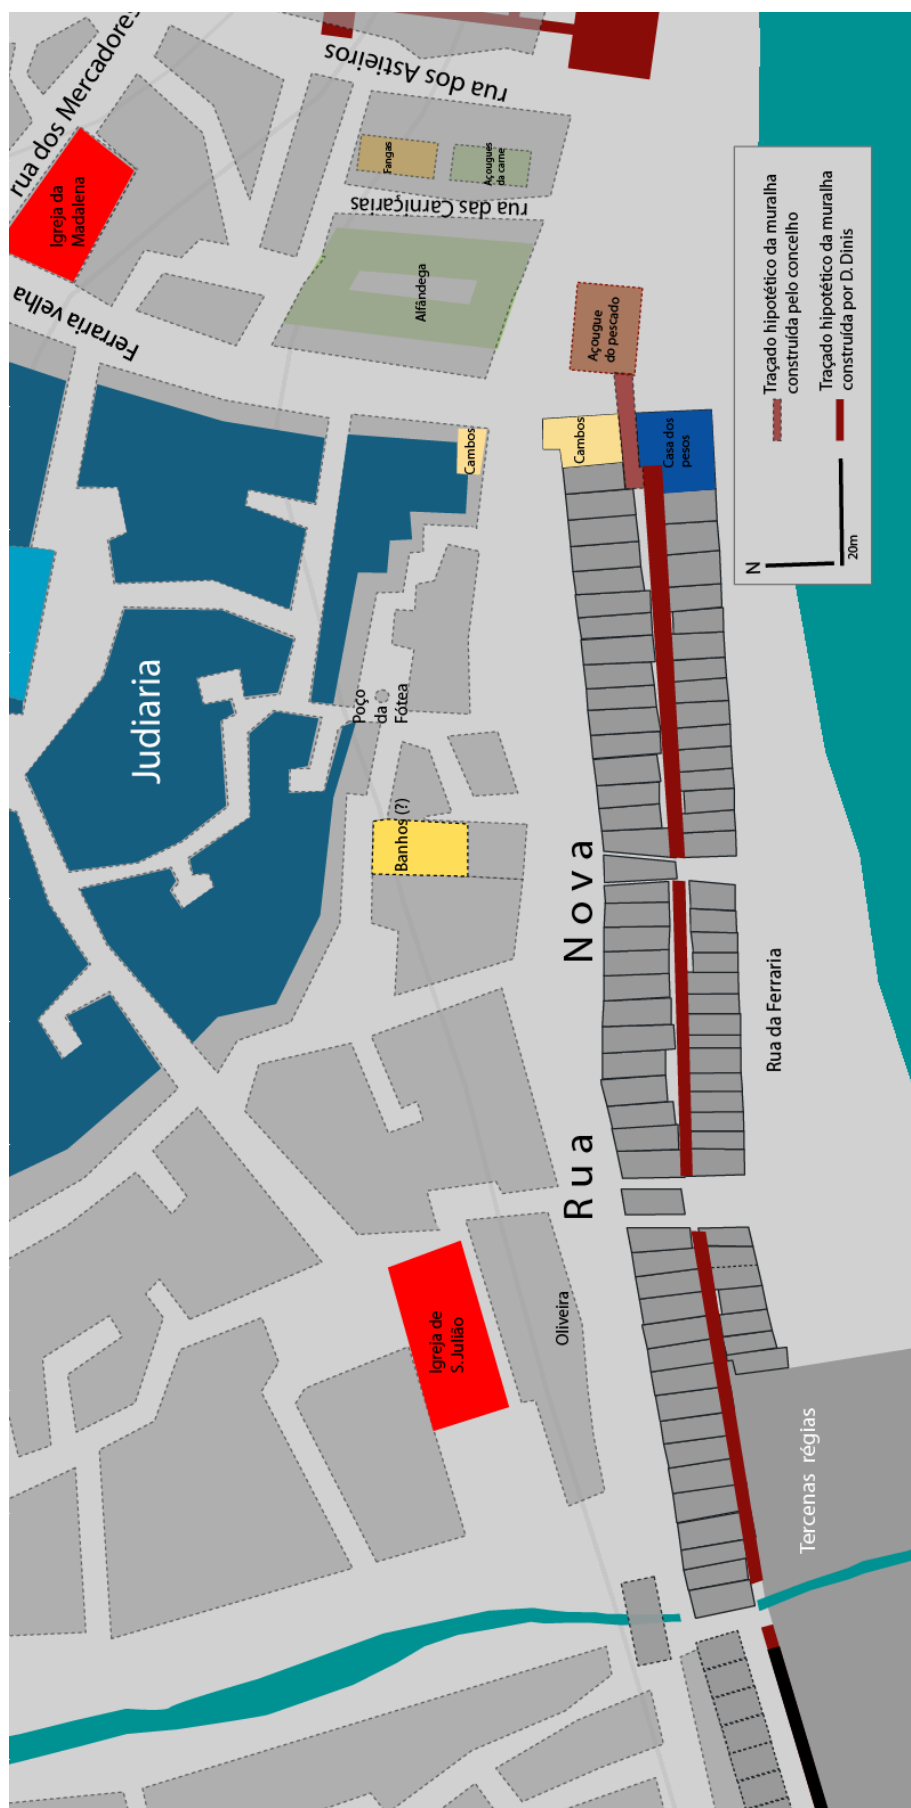 rua dos Mercadores
rua dos Astieiros
Igreja da
Madalena
Fangas
Açougues
da carne
rua das Carniçarias
Ferraria velha
Alfândega
Açougue
do pescado
Cambos
Cambos
Casa dos
pesos
Traçado hipotético da muralha
construída pelo concelho
Traçado hipotético da muralha
construída por D. Dinis
N
20m
Judiaria
Poço
da
Fótea
Banhos (?)
Rua Nova
Rua da Ferraria
Igreja de
S. Julião
Oliveira
Tercenas régias